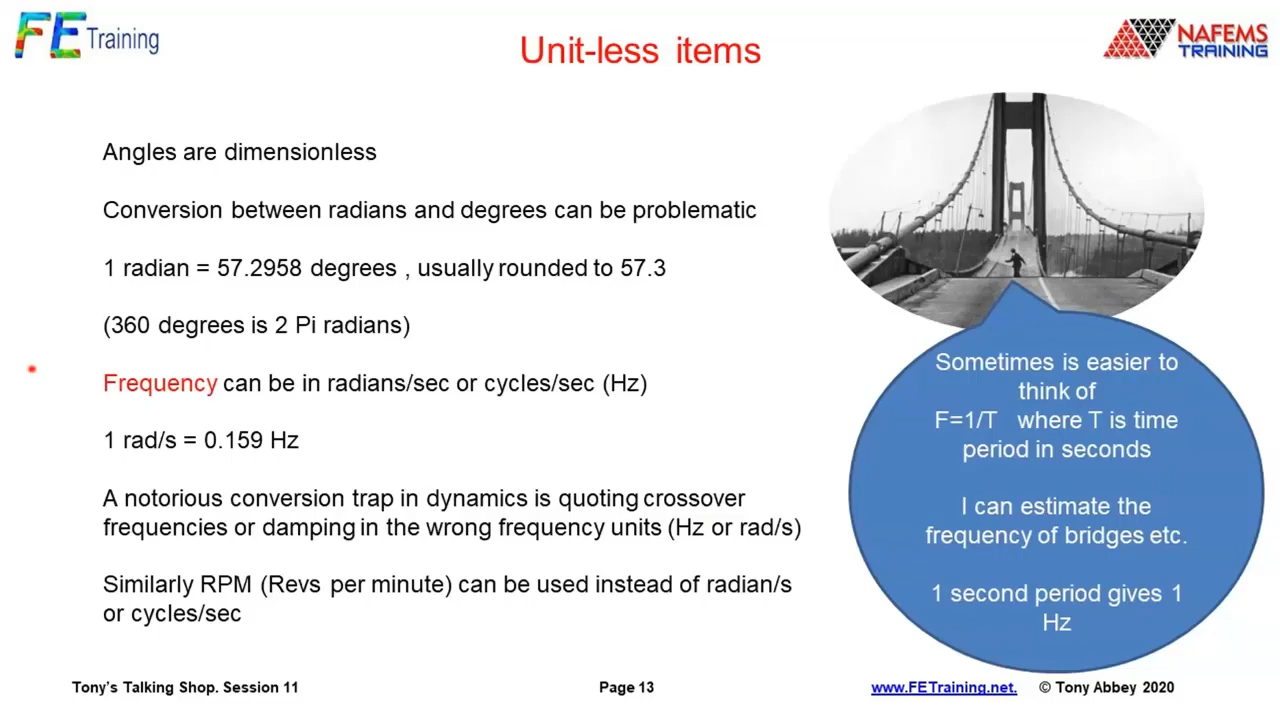 FE Training
Unit-less items
NAFEMS
TRAINING
Angles are dimensionless
Conversion between radians and degrees can be problematic
1 radian = 57.2958 degrees , usually rounded to 57.3
(360 degrees is 2 Pi radians)
Frequency can be in radians/sec or cycles/sec (Hz)
1 rad/s = 0.159 Hz
A notorious conversion trap in dynamics is quoting crossover
frequencies or damping in the wrong frequency units (Hz or rad/s)
Similarly RPM (Revs per minute) can be used instead of radian/s
or cycles/sec
Sometimes is easier to
think of
F=1/T where T is time
period in seconds
I can estimate the
frequency of bridges etc.
1 second period gives 1
Hz
Tony's Talking Shop. Session 11
Page 13
www.FETraining.net. © Tony Abbey 2020